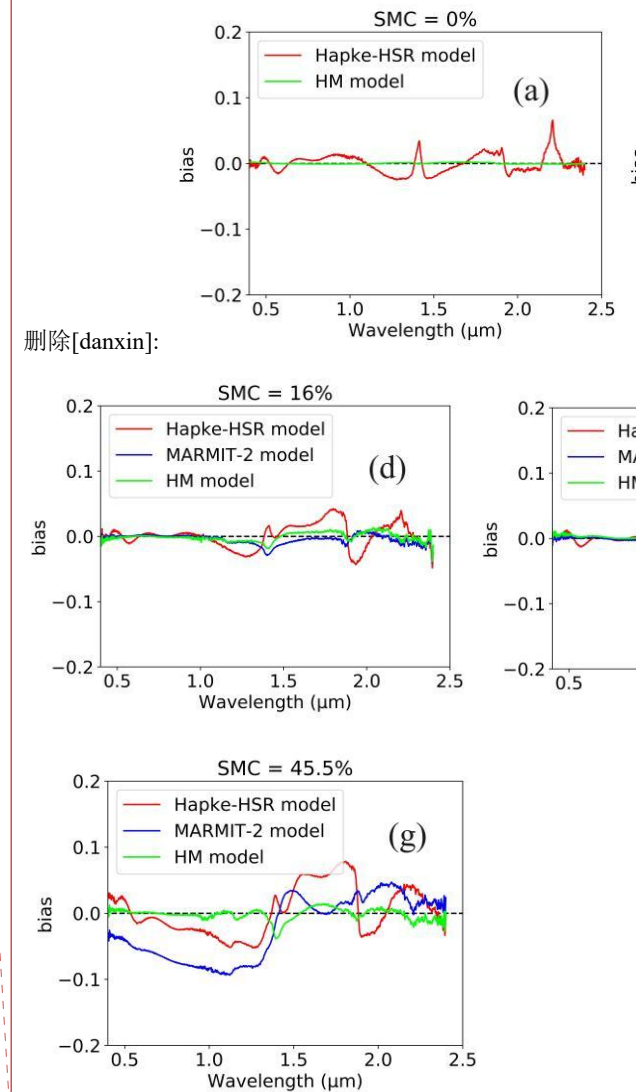 SMC = 0%
0.2
Hapke-HSR model
HM model
(a)
0.1
0.0
−0.1
−0.2
bias
0.5 1.0 1.5 2.0 2.5
Wavelength (μm)
删除[danxin]:
SMC = 16%
0.2
Hapke-HSR model
MARMIT-2 model
HM model
(d)
0.1
0.0
−0.1
−0.2
bias
0.5 1.0 1.5 2.0 2.5
Wavelength (μm)
0.2
0.1
0.0
−0.1
−0.2
bias
0.5
SMC = 45.5%
0.2
Hapke-HSR model
MARMIT-2 model
HM model
(g)
0.1
0.0
−0.1
−0.2
bias
0.5 1.0 1.5 2.0 2.5
Wavelength (μm)